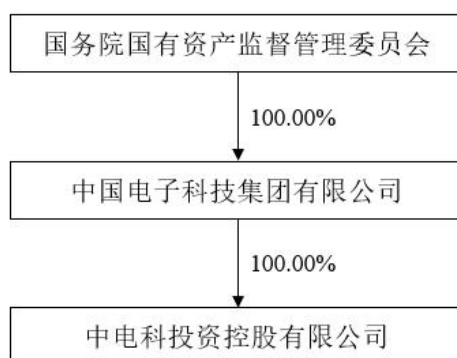 国务院国有资产监督管理委员会
100.00%
中国电子科技集团有限公司
100.00%
中电科投资控股有限公司